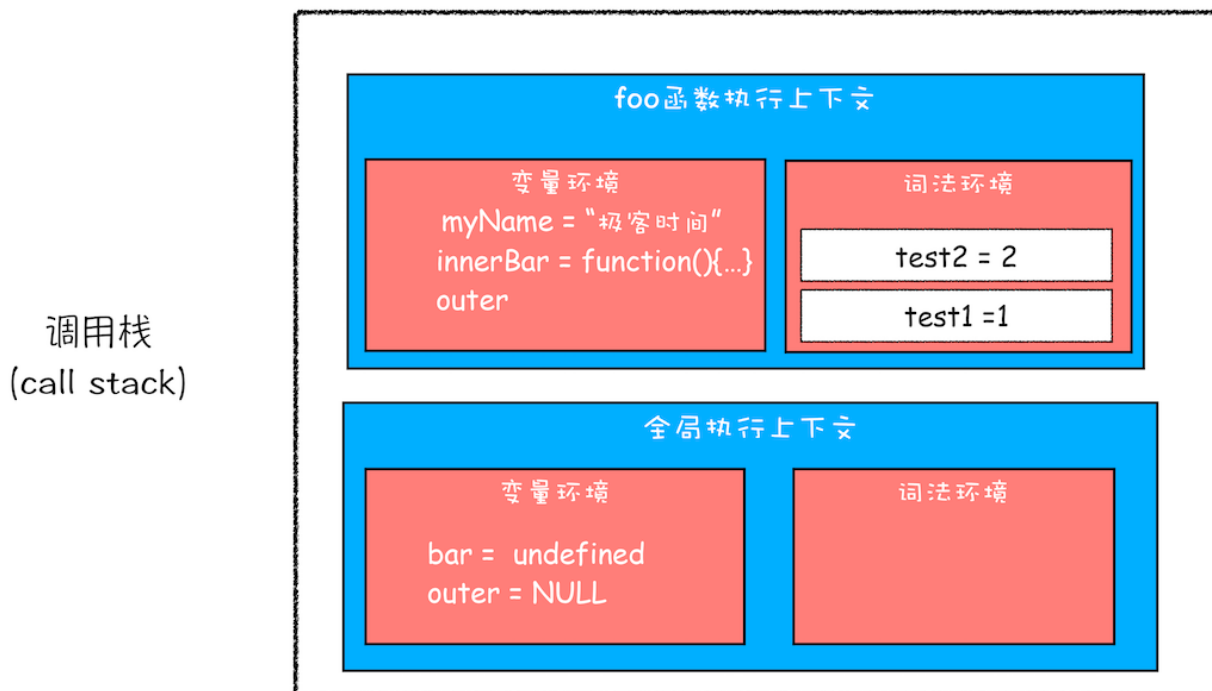 foo函数执行上下文
变量环境
myName = “极客时间”
innerBar = function(){...}
outer
词法环境
test2 = 2
test1 =1
调用栈
(call stack)
全局执行上下文
变量环境
bar = undefined
outer = NULL
词法环境